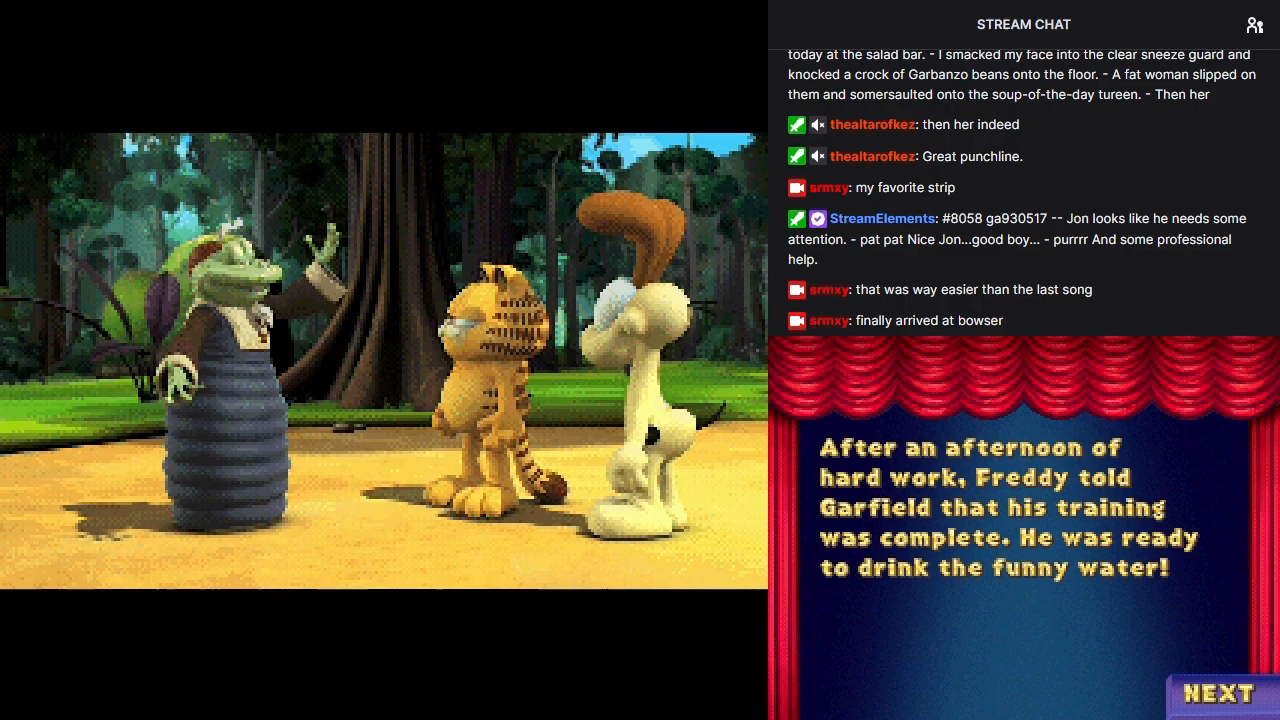 STREAM CHAT
today at the salad bar. - I smacked my face into the clear sneeze guard and
knocked a crock of Garbanzo beans onto the floor. - A fat woman slipped on
them and somersaulted onto the soup-of-the-day tureen. - Then her
thealtarofkez: then her indeed
thealtarofkez: Great punchline.
srmxy: my favorite strip
StreamElements: #8058 ga930517 -- Jon looks like he needs some
attention. - pat pat Nice Jon...good boy... - purrrr And some professional
help.
srmxy: that was way easier than the last song
srmxy: finally arrived at bowser
After an afternoon of
hard work, Freddy told
Garfield that his training
was complete. He was ready
to drink the funny water!
NEXT